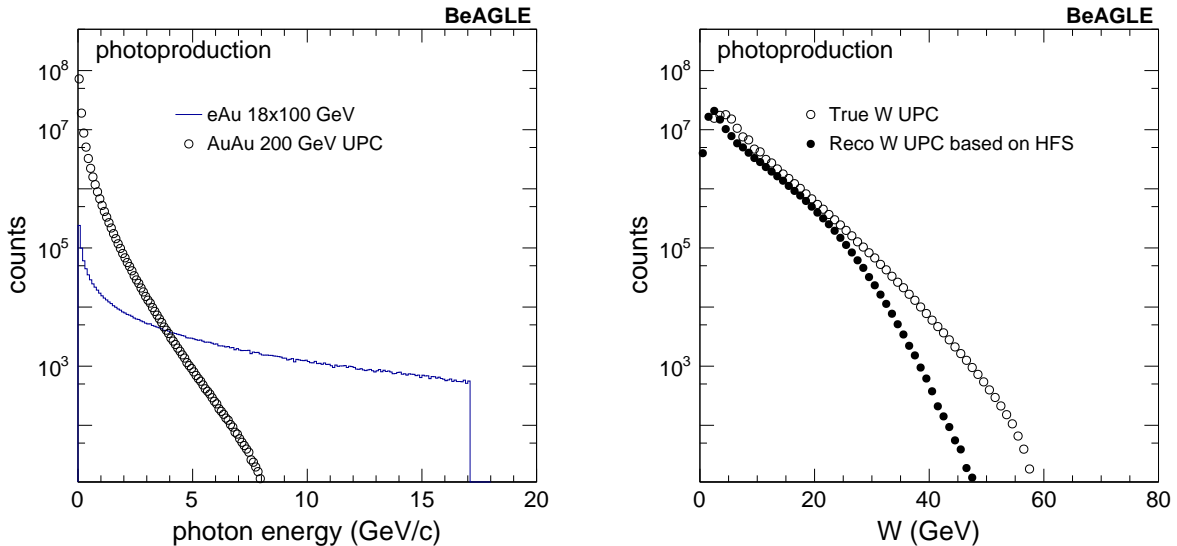 BeAGLE
photoproduction
eAu 18x100 GeV
AuAu 200 GeV UPC
10^8
10^7
10^5
10^3
counts
0 5 10 15 20
photon energy (GeV/c)
BeAGLE
photoproduction
True W UPC
Reco W UPC based on HFS
10^8
10^7
10^5
10^3
counts
0 20 40 60 80
W (GeV)